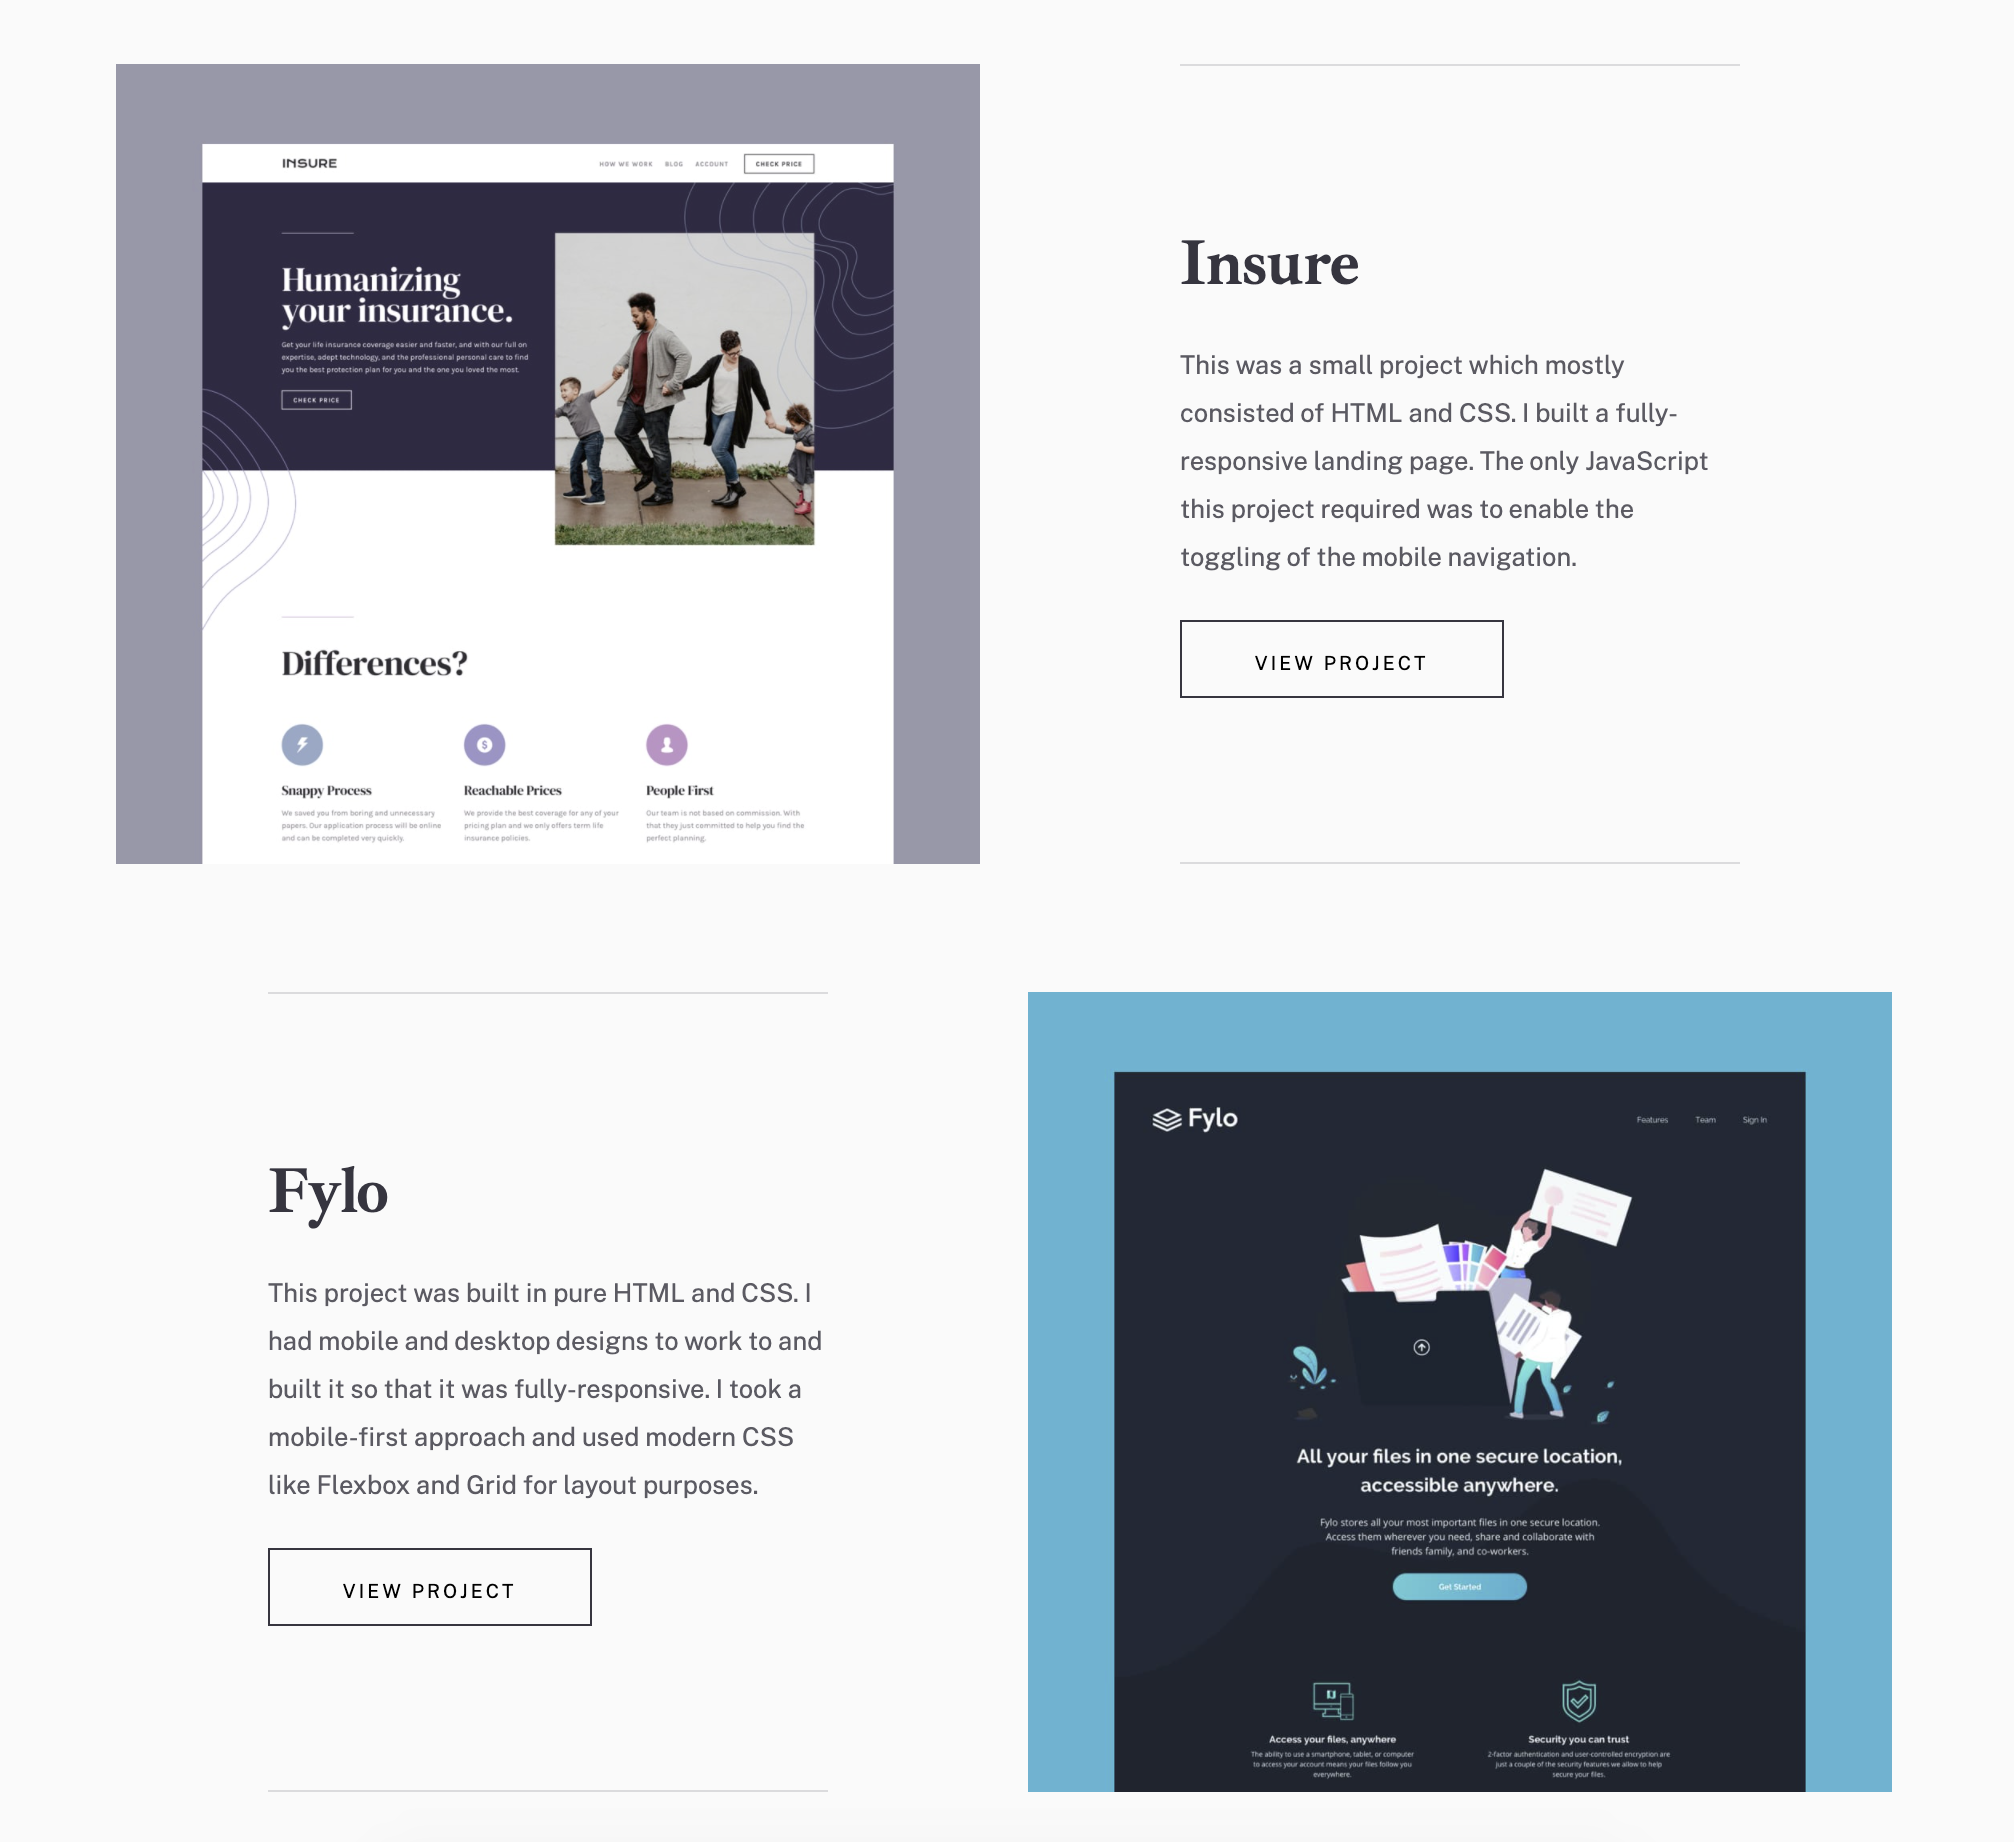 INSURE
HOW WE WORK
BLOG
ACCOUNT
CHECK PRICE
Humanizing
your insurance.
Get your life insurance coverage easier and faster, and with our full on
expertise, adept technology, and the professional personal care to find
you the best protection plan for you and the one you loved the most.
CHECK PRICE
Differences?
Snappy Process
We saved you from boring and unnecessary
papers. Our application process will be online
and can be completed very quickly.
Reachable Prices
We provide the best coverage for any of your
pricing plan and we only offers term life
insurance policies.
People First
Our team is not based on commission. With
that they just committed to help you find the
perfect planning.
Insure
This was a small project which mostly
consisted of HTML and CSS. I built a fully-
responsive landing page. The only JavaScript
this project required was to enable the
toggling of the mobile navigation.
VIEW PROJECT
Fylo
This project was built in pure HTML and CSS. I
had mobile and desktop designs to work to and
built it so that it was fully-responsive. I took a
mobile-first approach and used modern CSS
like Flexbox and Grid for layout purposes.
VIEW PROJECT
Fylo
Features
Team
Sign In
All your files in one secure location,
accessible anywhere.
Fylo stores all your most important files in one secure location.
Access them wherever you need, share and collaborate with
friends family, and co-workers.
Get Started
Access your files, anywhere
The ability to use a smartphone, tablet, or computer
to access your account means your files follow you
everywhere.
Security you can trust
2-factor authentication and user-controlled encryption are
just a couple of the security features we allow to help
secure your files.